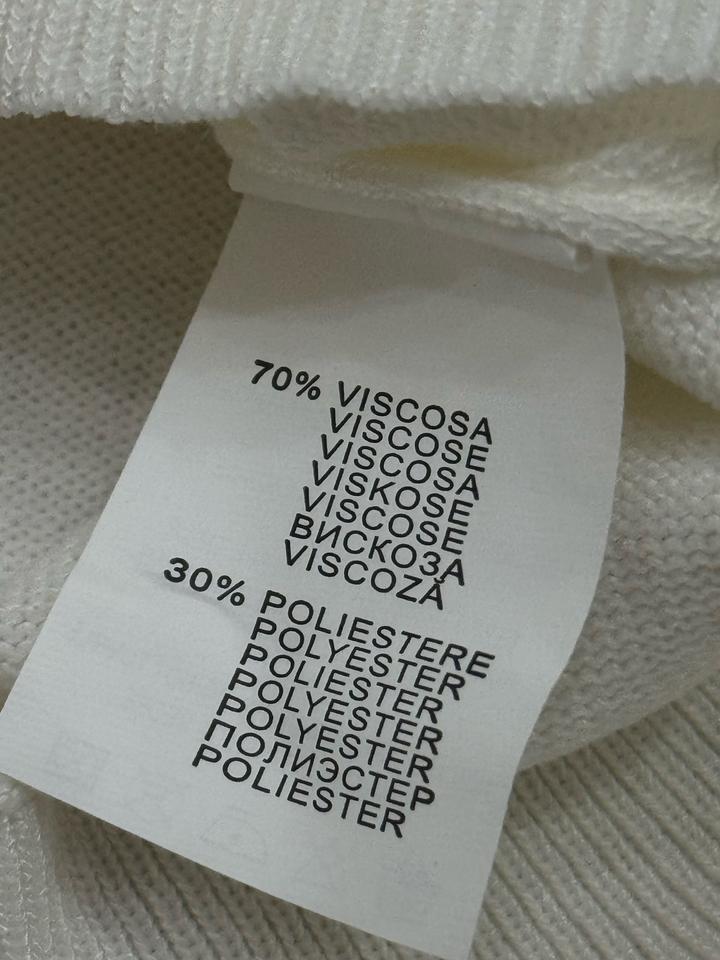 70% VISCOSA
VISCOSE
VISCOSA
VISKOSE
VISCOSE
ВИСКОЗА
VISCOZĂ
30% POLIESTERE
POLYESTER
POLIESTER
POLYESTER
POLYESTER
ПОЛИЭСТЕР
POLIESTER